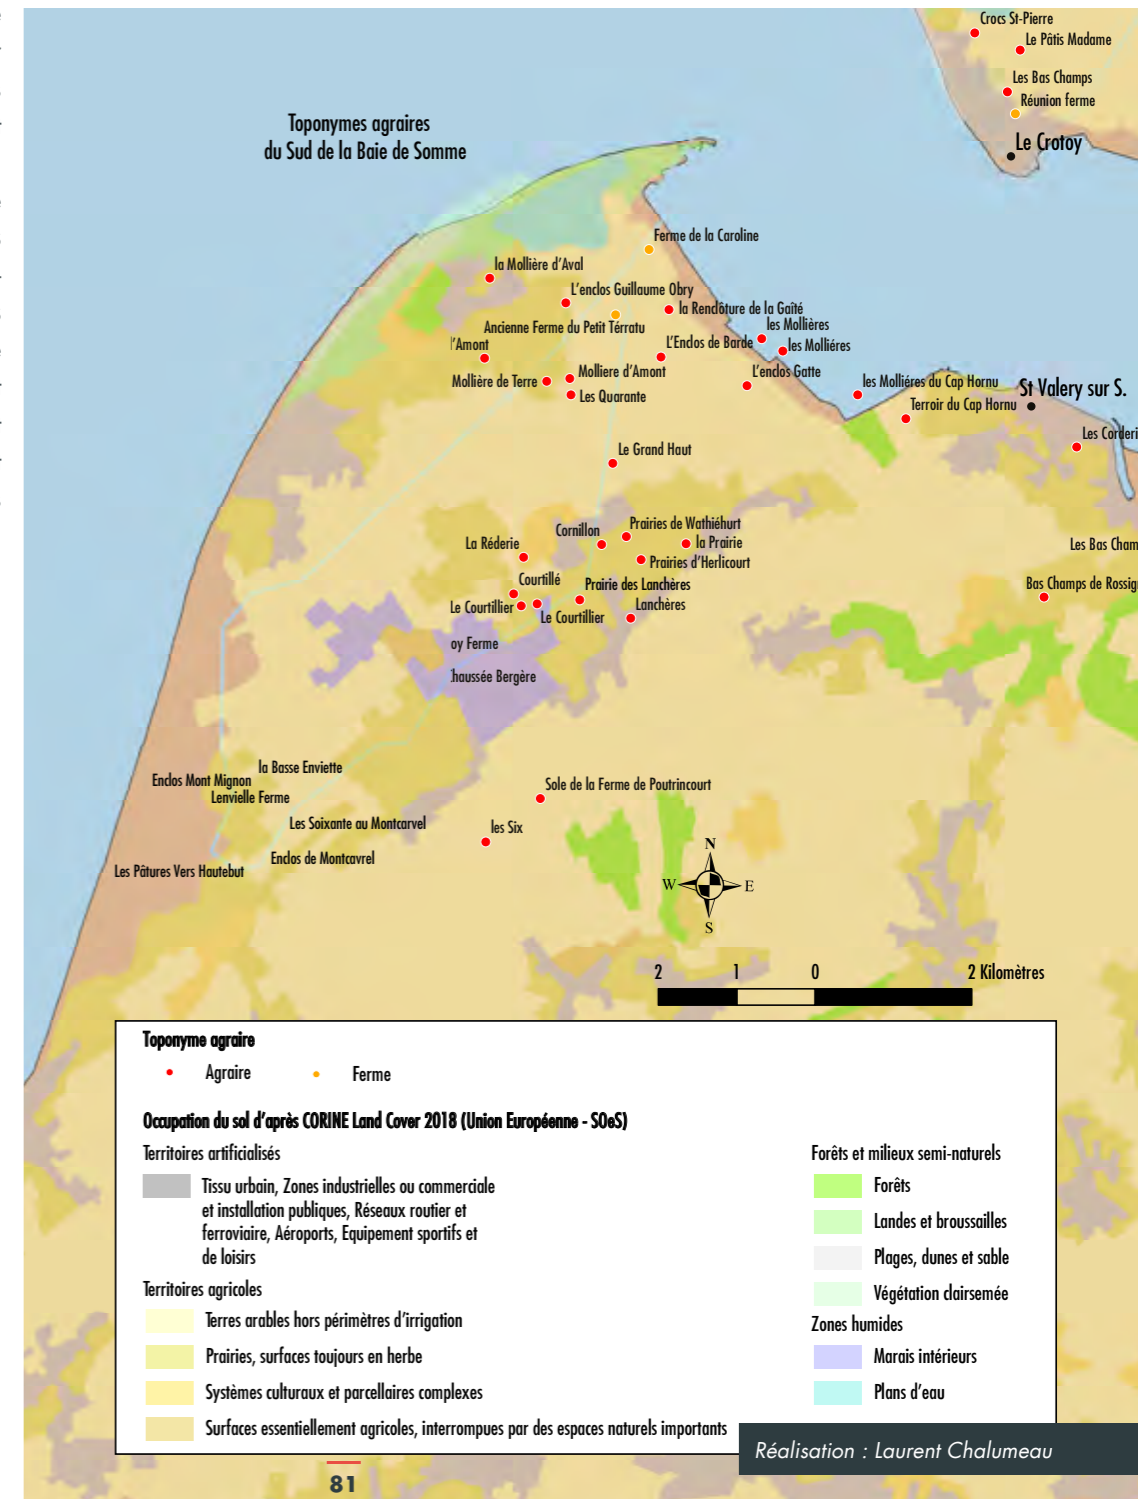 Crocs St-Pierre
Le Pâtis Madame
Les Bas Champs
Réunion ferme
Le Crotoy
Toponymes agraires
du Sud de la Baie de Somme
Ferme de la Caroline
la Mollière d'Aval
L'enclos Guillaume Obry
la Renclôture de la Gaîté
Ancienne Ferme du Petit Térratu
les Mollières
l'Amont
L'Enclos de Barde
les Molliéres
Mollière de Terre
Molliere d'Amont
L'enclos Gatte
Les Quarante
les Molliéres du Cap Hornu
St Valery sur S.
Terroir du Cap Hornu
Les Corderi
Le Grand Haut
Cornillon
Prairies de Wathiéhurt
La Réderie
la Prairie
Les Bas Cham
Prairies d'Herlicourt
Courtillé
Prairie des Lanchères
Bas Champs de Rossig
Le Courtillier
Le Courtillier
Lanchères
oy Ferme
haussée Bergère
la Basse Enviette
Enclos Mont Mignon
Lenvielle Ferme
Sole de la Ferme de Poutrincourt
Les Soixante au Montcarvel
les Six
Enclos de Montcavrel
Les Pâtures Vers Hautebut
N
W E
S
2 1 0 2 Kilomètres
Toponyme agraire
Agraire Ferme
Occupation du sol d'après CORINE Land Cover 2018 (Union Européenne - SOeS)
Territoires artificialisés
Tissu urbain, Zones industrielles ou commerciale
et installation publiques, Réseaux routier et
ferroviaire, Aéroports, Equipement sportifs et
de loisirs
Territoires agricoles
Terres arables hors périmètres d'irrigation
Prairies, surfaces toujours en herbe
Systèmes culturaux et parcellaires complexes
Surfaces essentiellement agricoles, interrompues par des espaces naturels importants
Forêts et milieux semi-naturels
Forêts
Landes et broussailles
Plages, dunes et sable
Végétation clairsemée
Zones humides
Marais intérieurs
Plans d'eau
Réalisation : Laurent Chalumeau
81